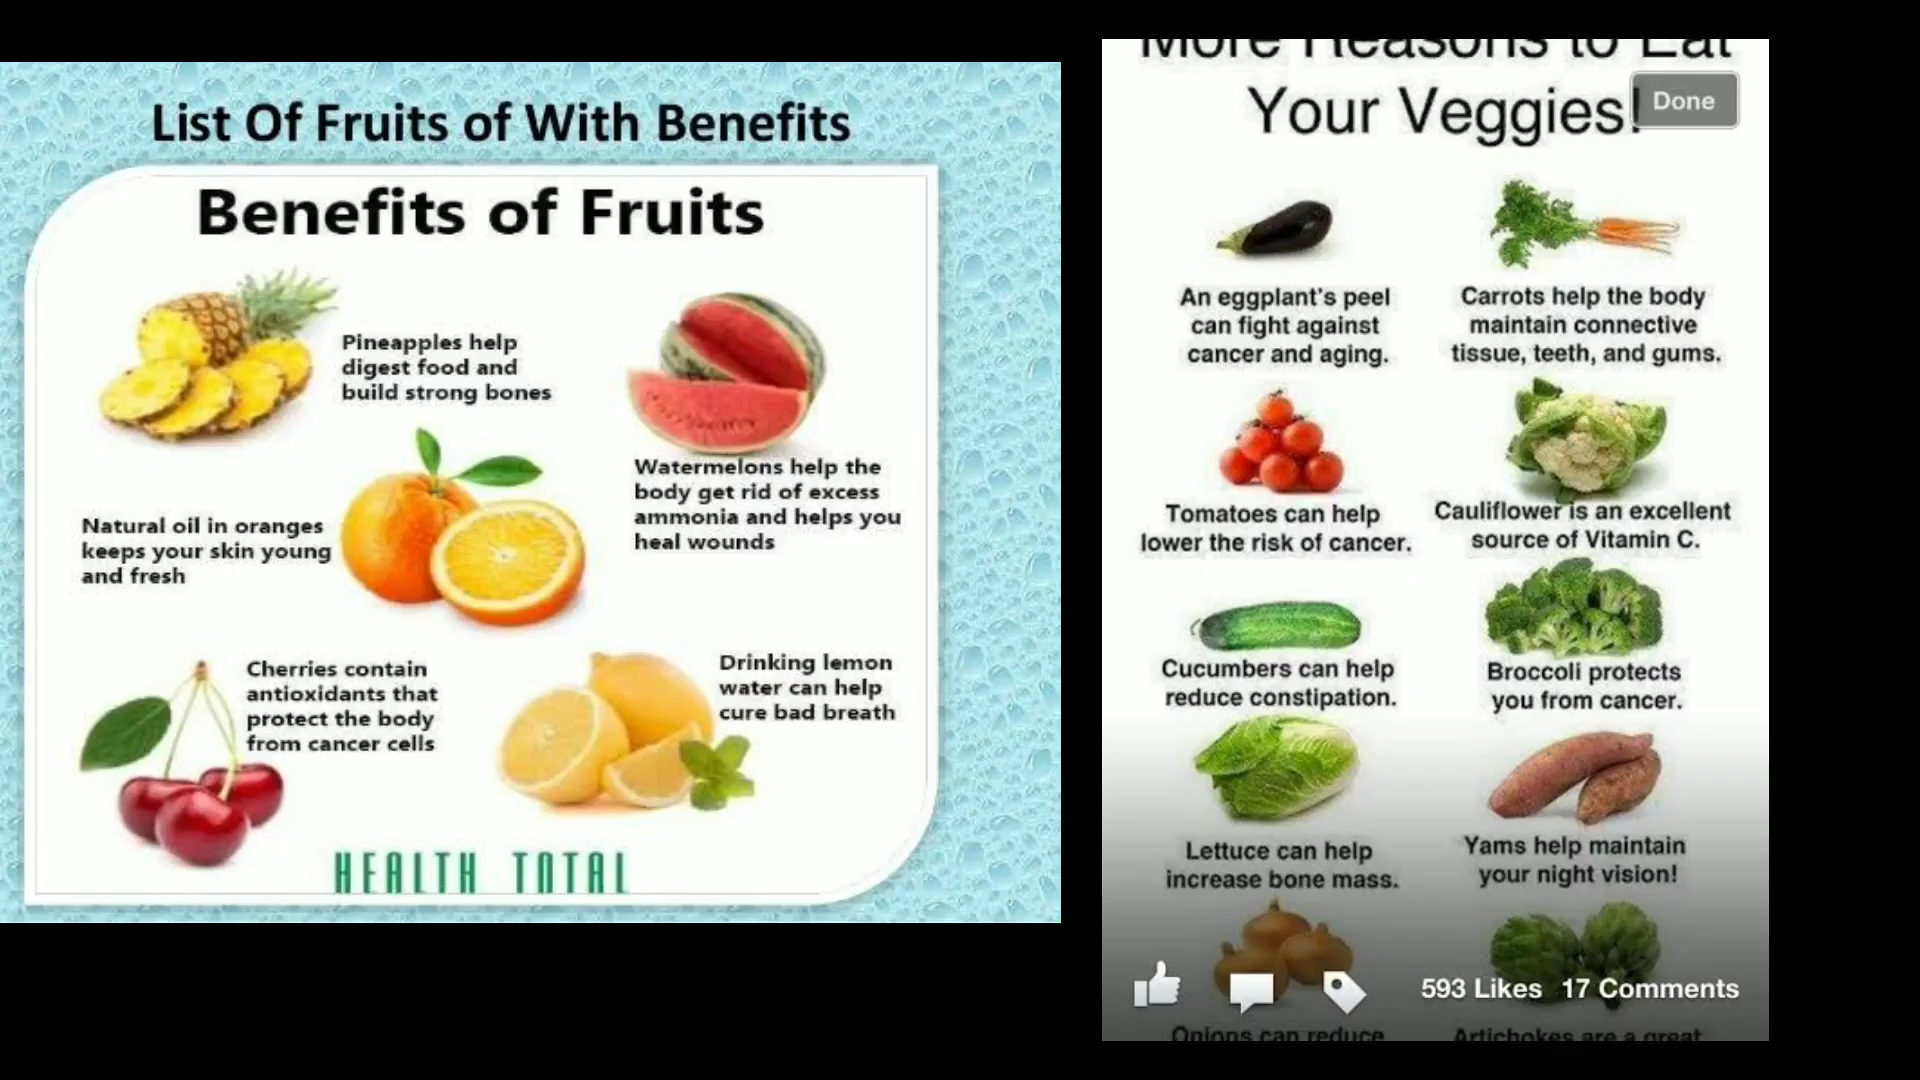 List Of Fruits of With Benefits
Benefits of Fruits
Pineapples help
digest food and
build strong bones
Watermelons help the
body get rid of excess
ammonia and helps you
heal wounds
Natural oil in oranges
keeps your skin young
and fresh
Cherries contain
antioxidants that
protect the body
from cancer cells
Drinking lemon
water can help
cure bad breath
HEALTH TOTAL
More Reasons to Eat
Your Veggies!
Done
An eggplant's peel
can fight against
cancer and aging.
Carrots help the body
maintain connective
tissue, teeth, and gums.
Tomatoes can help
lower the risk of cancer.
Cauliflower is an excellent
source of Vitamin C.
Cucumbers can help
reduce constipation.
Broccoli protects
you from cancer.
Lettuce can help
increase bone mass.
Yams help maintain
your night vision!
593 Likes 17 Comments
Onions can reduce
Artichokes are a great